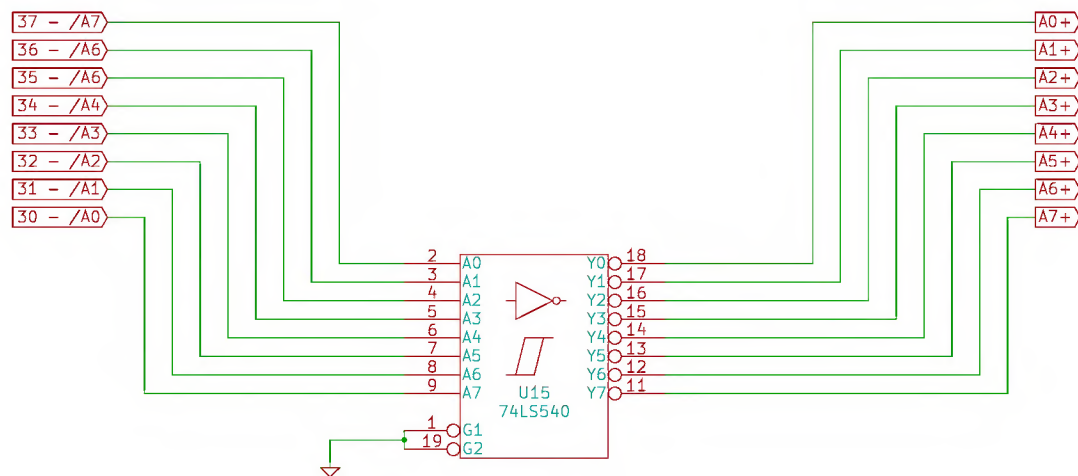 37 - /A7
36 - /A6
35 - /A6
34 - /A4
33 - /A3
32 - /A2
31 - /A1
30 - /A0
A0+
A1+
A2+
A3+
A4+
A5+
A6+
A7+
2 A0 Y0 18
3 A1 Y1 17
4 A2 Y2 16
5 A3 Y3 15
6 A4 Y4 14
7 A5 Y5 13
8 A6 Y6 12
9 A7 Y7 11
U15
74LS540
1 G1
19 G2